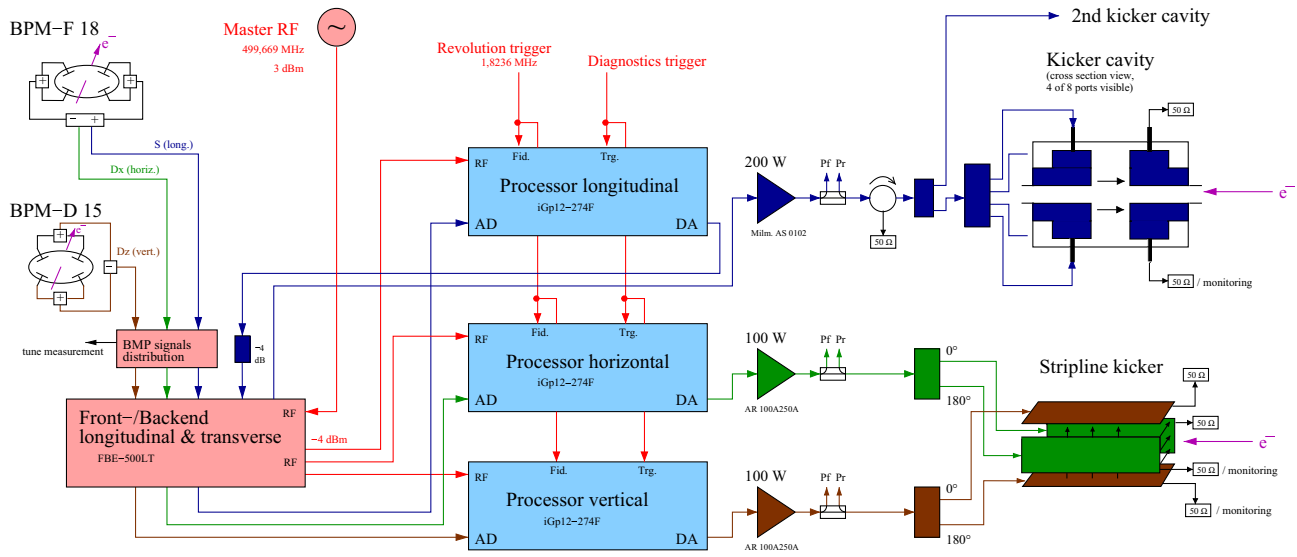 BPM−F 18
e−
+
+
− +
S (long.)
Dx (horiz.)
BPM−D 15
+
e−
Dz (vert.)
−
+
tune measurement
BMP signals
distribution
−4
dB
Front−/Backend
longitudinal & transverse
FBE−500LT
RF
RF
−4 dBm
Master RF
499,669 MHz
3 dBm
~
Revolution trigger
1,8236 MHz
Diagnostics trigger
RF
Fid.
Trg.
Processor longitudinal
iGp12−274F
AD
DA
RF
Fid.
Trg.
Processor horizontal
iGp12−274F
AD
DA
RF
Fid.
Trg.
Processor vertical
iGp12−274F
AD
DA
200 W
Milm. AS 0102
Pf Pr
50 Ω
2nd kicker cavity
Kicker cavity
(cross section view,
4 of 8 ports visible)
50 Ω
e−
50 Ω / monitoring
100 W
AR 100A250A
Pf Pr
0°
180°
100 W
AR 100A250A
Pf Pr
0°
180°
Stripline kicker
50 Ω
50 Ω
e−
50 Ω / monitoring
50 Ω / monitoring